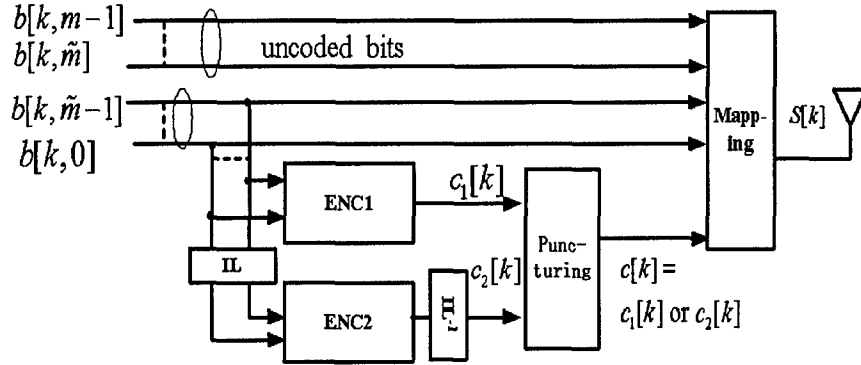 b[k,m−1]
b[k,m̃]
uncoded bits
b[k,m̃−1]
b[k,0]
Mapp-
ing
S[k]
ENC1
c₁[k]
Punc-
turing
IL
ENC2
IL⁻¹
c₂[k]
c[k] =
c₁[k] or c₂[k]